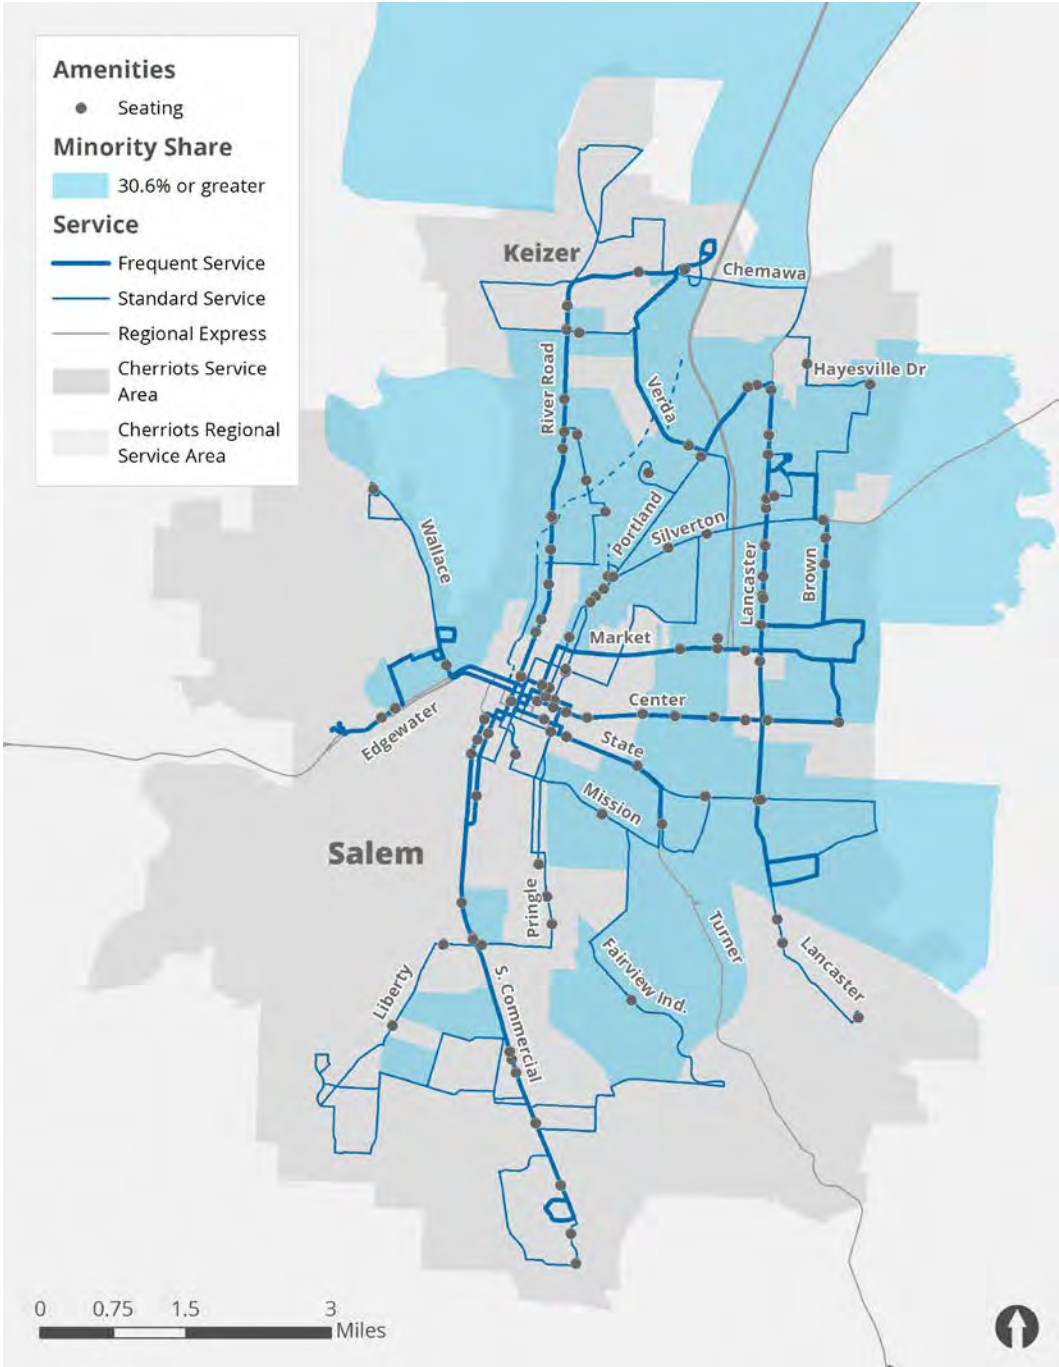 Amenities
Seating
Minority Share
30.6% or greater
Service
Frequent Service
Standard Service
Regional Express
Cherriots Service
Area
Cherriots Regional
Service Area
Keizer
Chemawa
Hayesville Dr
River Road
Verda
Portland
Silverton
Wallace
Lancaster
Brown
Market
Center
Edgewater
State
Mission
Salem
Pringle
Turner
Fairview Ind.
Lancaster
Liberty
S. Commercial
0 0.75 1.5 3
Miles